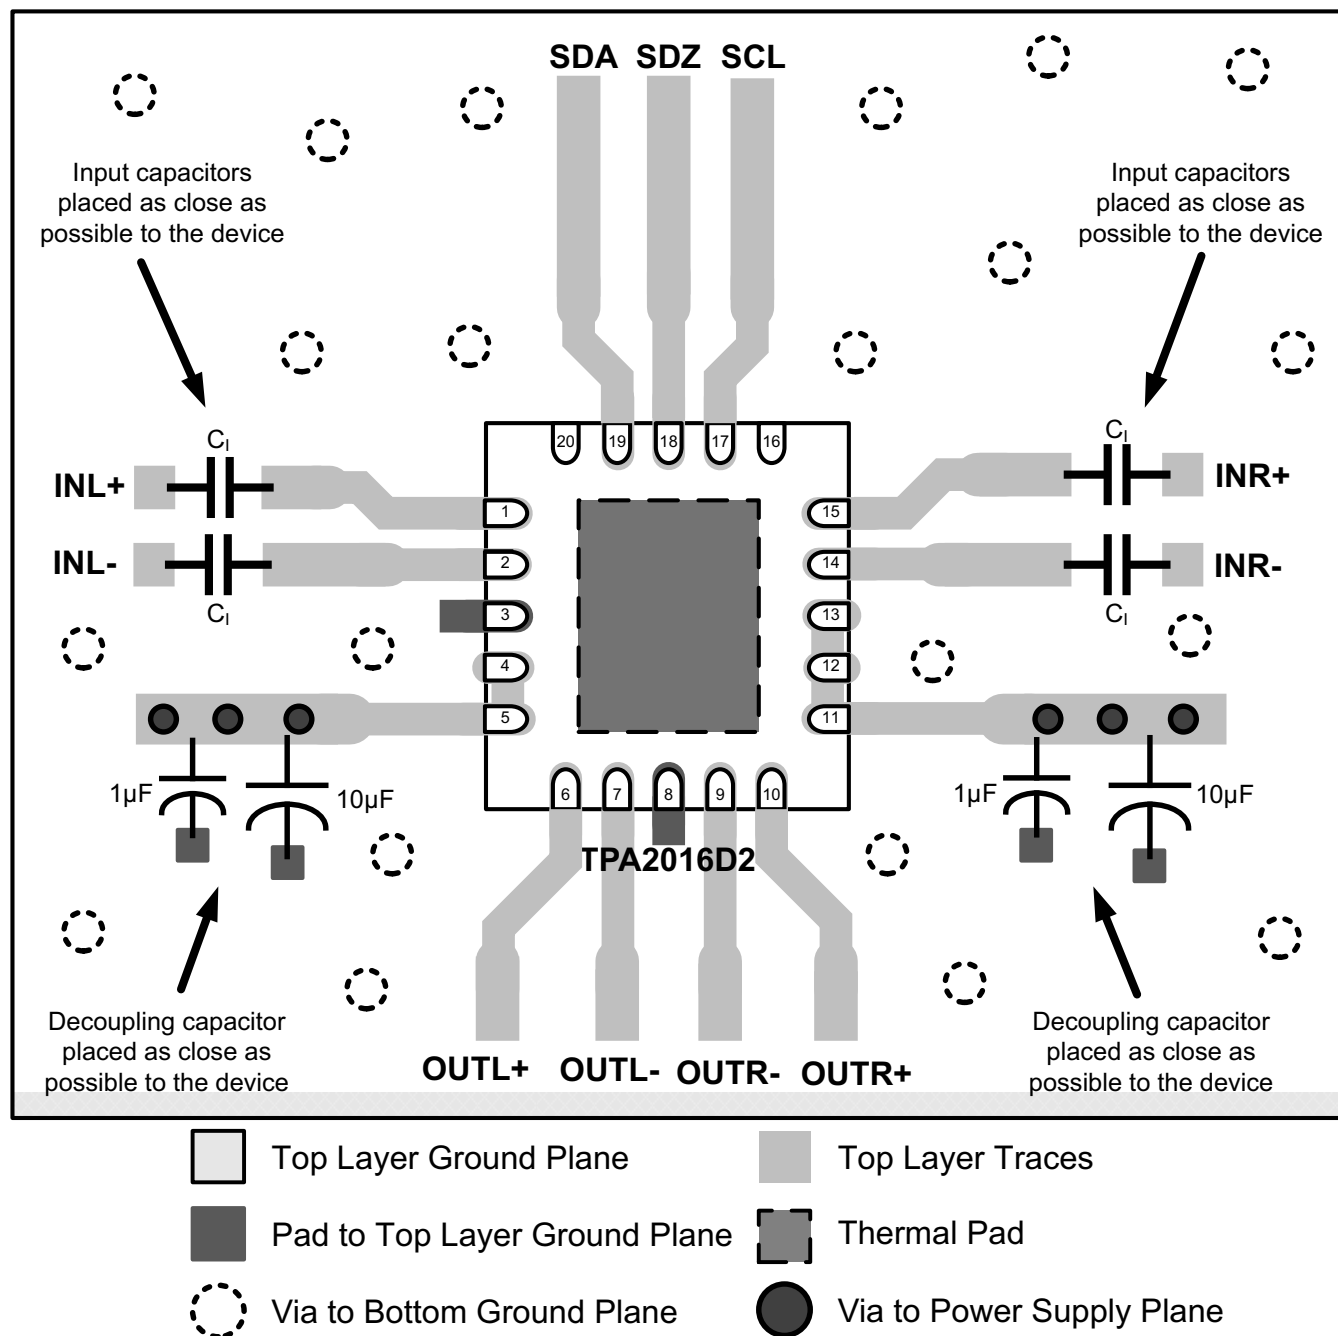 SDA SDZ SCL
Input capacitors
placed as close as
possible to the device
Input capacitors
placed as close as
possible to the device
C_I
C_I
20 19 18 17 16
INL+
INR+
1
15
INL-
2
14
INR-
C_I
C_I
3
13
4
12
5
11
1µF
10µF
6 7 8 9 10
1µF
10µF
TPA2016D2
Decoupling capacitor
placed as close as
possible to the device
Decoupling capacitor
placed as close as
possible to the device
OUTL+ OUTL- OUTR- OUTR+
Top Layer Ground Plane
Top Layer Traces
Pad to Top Layer Ground Plane
Thermal Pad
Via to Bottom Ground Plane
Via to Power Supply Plane